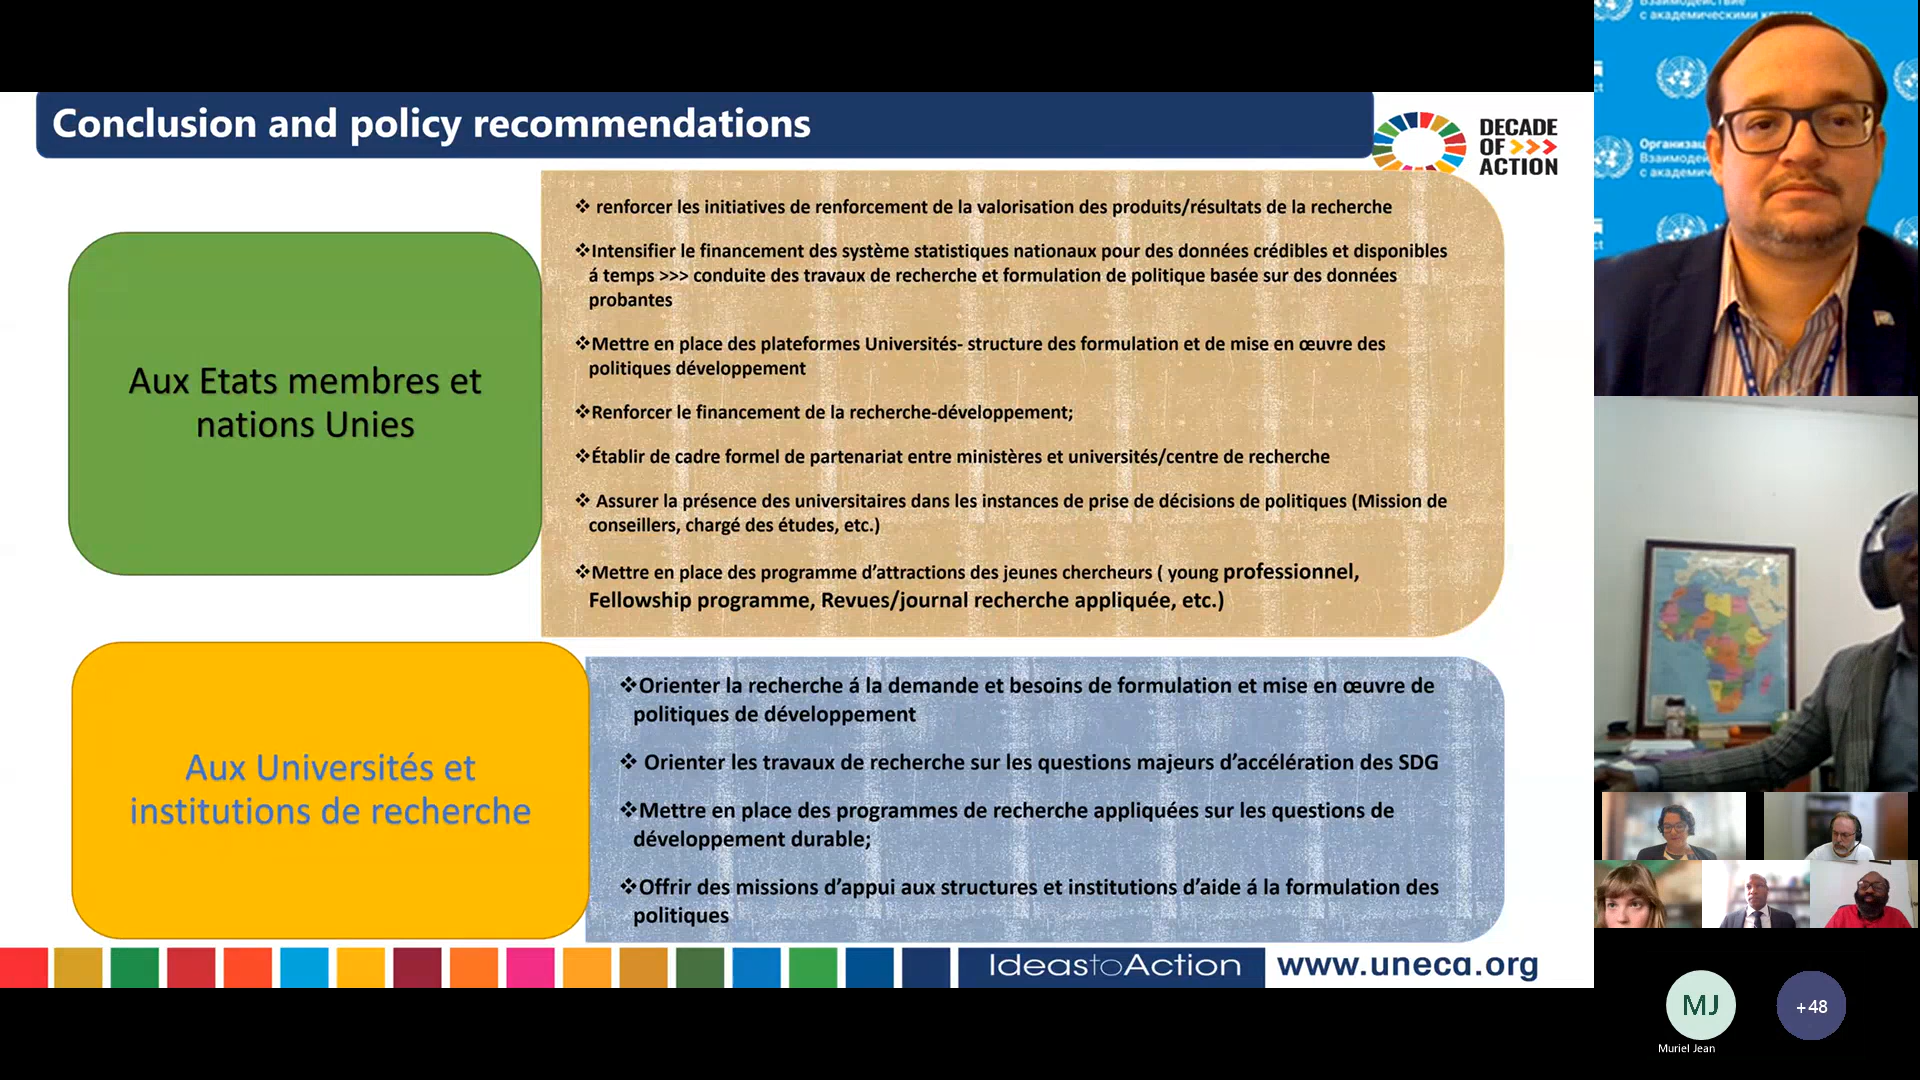 Conclusion and policy recommendations
DECADE
OF >>>
ACTION
Aux Etats membres et
nations Unies
❖ renforcer les initiatives de renforcement de la valorisation des produits/résultats de la recherche
❖Intensifier le financement des système statistiques nationaux pour des données crédibles et disponibles
á temps >>> conduite des travaux de recherche et formulation de politique basée sur des données
probantes
❖Mettre en place des plateformes Universités- structure des formulation et de mise en œuvre des
politiques développement
❖Renforcer le financement de la recherche-développement;
❖Établir de cadre formel de partenariat entre ministères et universités/centre de recherche
❖ Assurer la présence des universitaires dans les instances de prise de décisions de politiques (Mission de
conseillers, chargé des études, etc.)
❖Mettre en place des programme d’attractions des jeunes chercheurs ( young professionnel,
Fellowship programme, Revues/journal recherche appliquée, etc.)
Aux Universités et
institutions de recherche
❖Orienter la recherche á la demande et besoins de formulation et mise en œuvre de
politiques de développement
❖ Orienter les travaux de recherche sur les questions majeurs d’accélération des SDG
❖Mettre en place des programmes de recherche appliquées sur les questions de
développement durable;
❖Offrir des missions d’appui aux structures et institutions d’aide á la formulation des
politiques
IdeastoAction
www.uneca.org
Взаимодействие
с академическими
MJ
+48
Muriel Jean